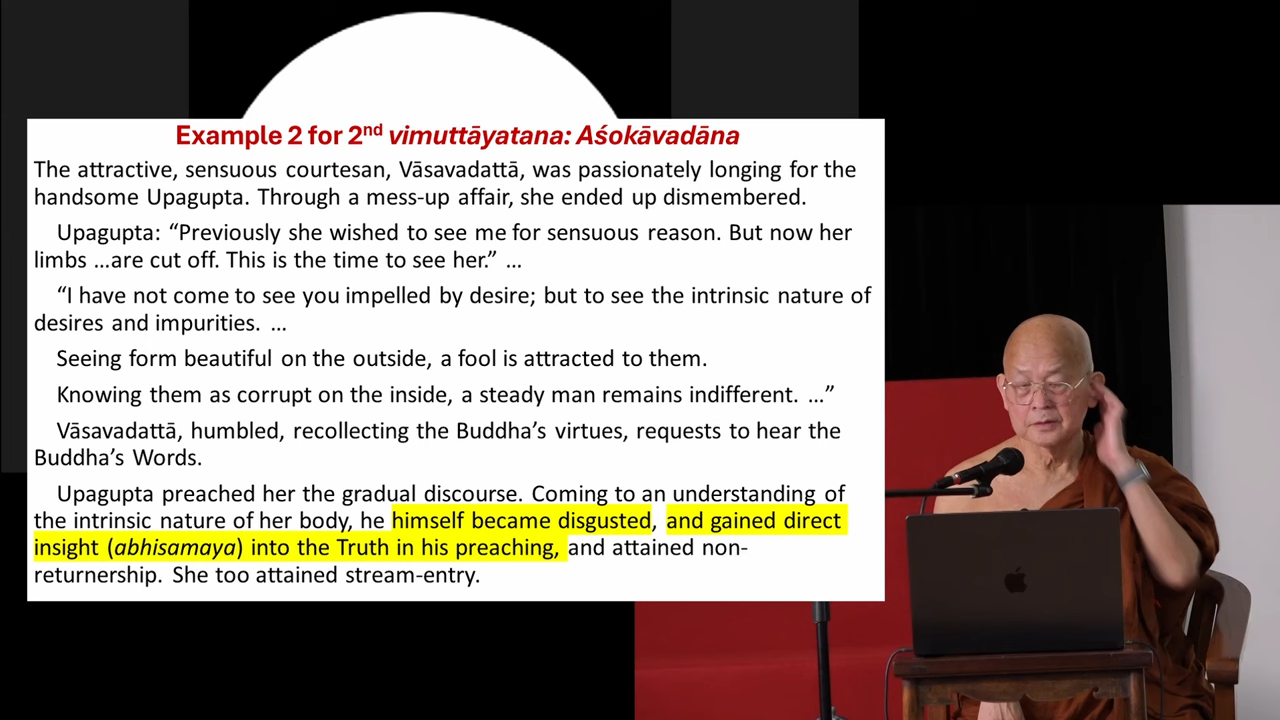 Example 2 for 2nd vimuttāyatana: Aśokāvadāna
The attractive, sensuous courtesan, Vāsavadattā, was passionately longing for the
handsome Upagupta. Through a mess-up affair, she ended up dismembered.
Upagupta: “Previously she wished to see me for sensuous reason. But now her
limbs …are cut off. This is the time to see her.” …
“I have not come to see you impelled by desire; but to see the intrinsic nature of
desires and impurities. …
Seeing form beautiful on the outside, a fool is attracted to them.
Knowing them as corrupt on the inside, a steady man remains indifferent. …”
Vāsavadattā, humbled, recollecting the Buddha’s virtues, requests to hear the
Buddha’s Words.
Upagupta preached her the gradual discourse. Coming to an understanding of
the intrinsic nature of her body, he himself became disgusted, and gained direct
insight (abhisamaya) into the Truth in his preaching, and attained non-
returnership. She too attained stream-entry.